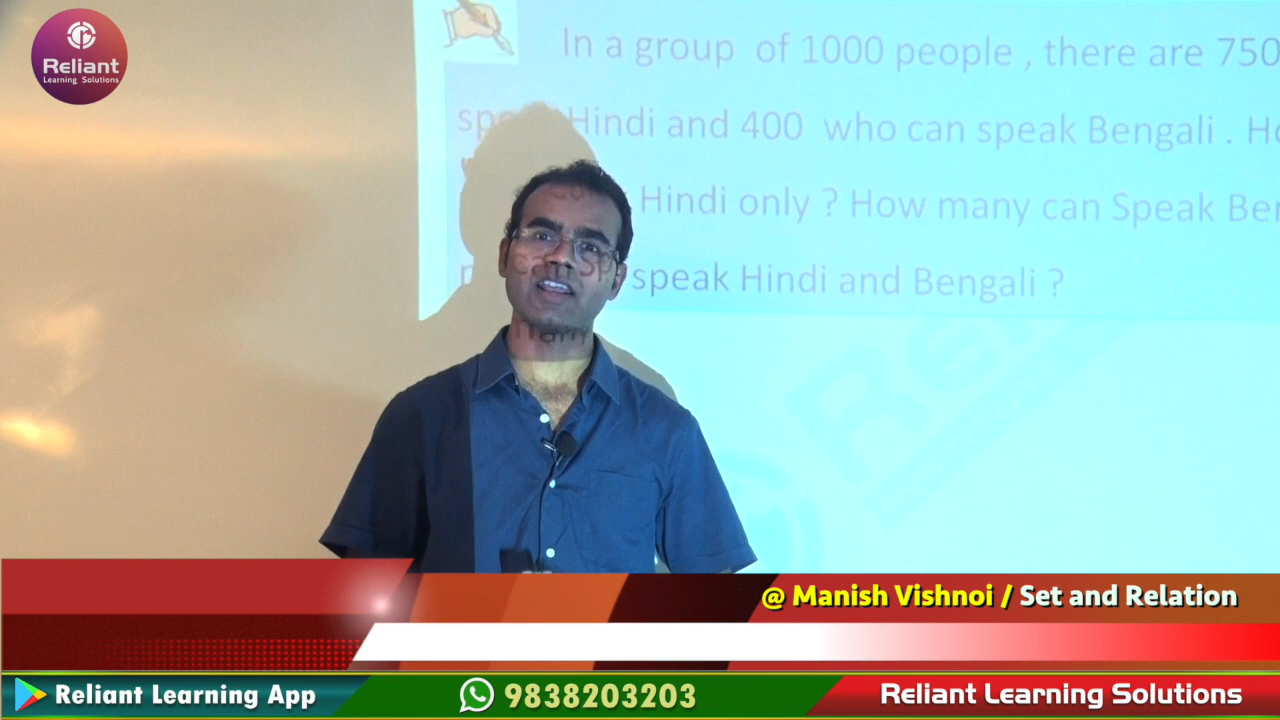 Reliant
Learning Solutions
In a group of 1000 people , there are 750
Hindi and 400 who can speak Bengali .
Hindi only ? How many can Speak
speak Hindi and Bengali ?
@ Manish Vishnoi / Set and Relation
Reliant Learning App
9838203203
Reliant Learning Solutions